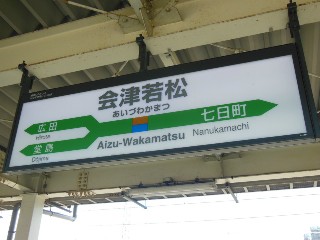 会津若松
あいづわかまつ
広田
Hirota
堂島
Dōjima
七日町
Nanukamachi
Aizu-Wakamatsu